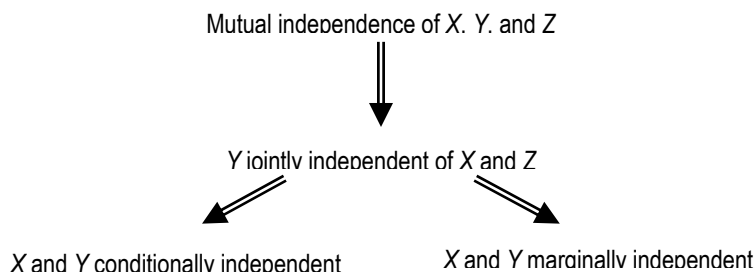 Mutual independence of X. Y. and Z
Y jointly independent of X and Z
X and Y conditionally independent
X and Y marginally independent